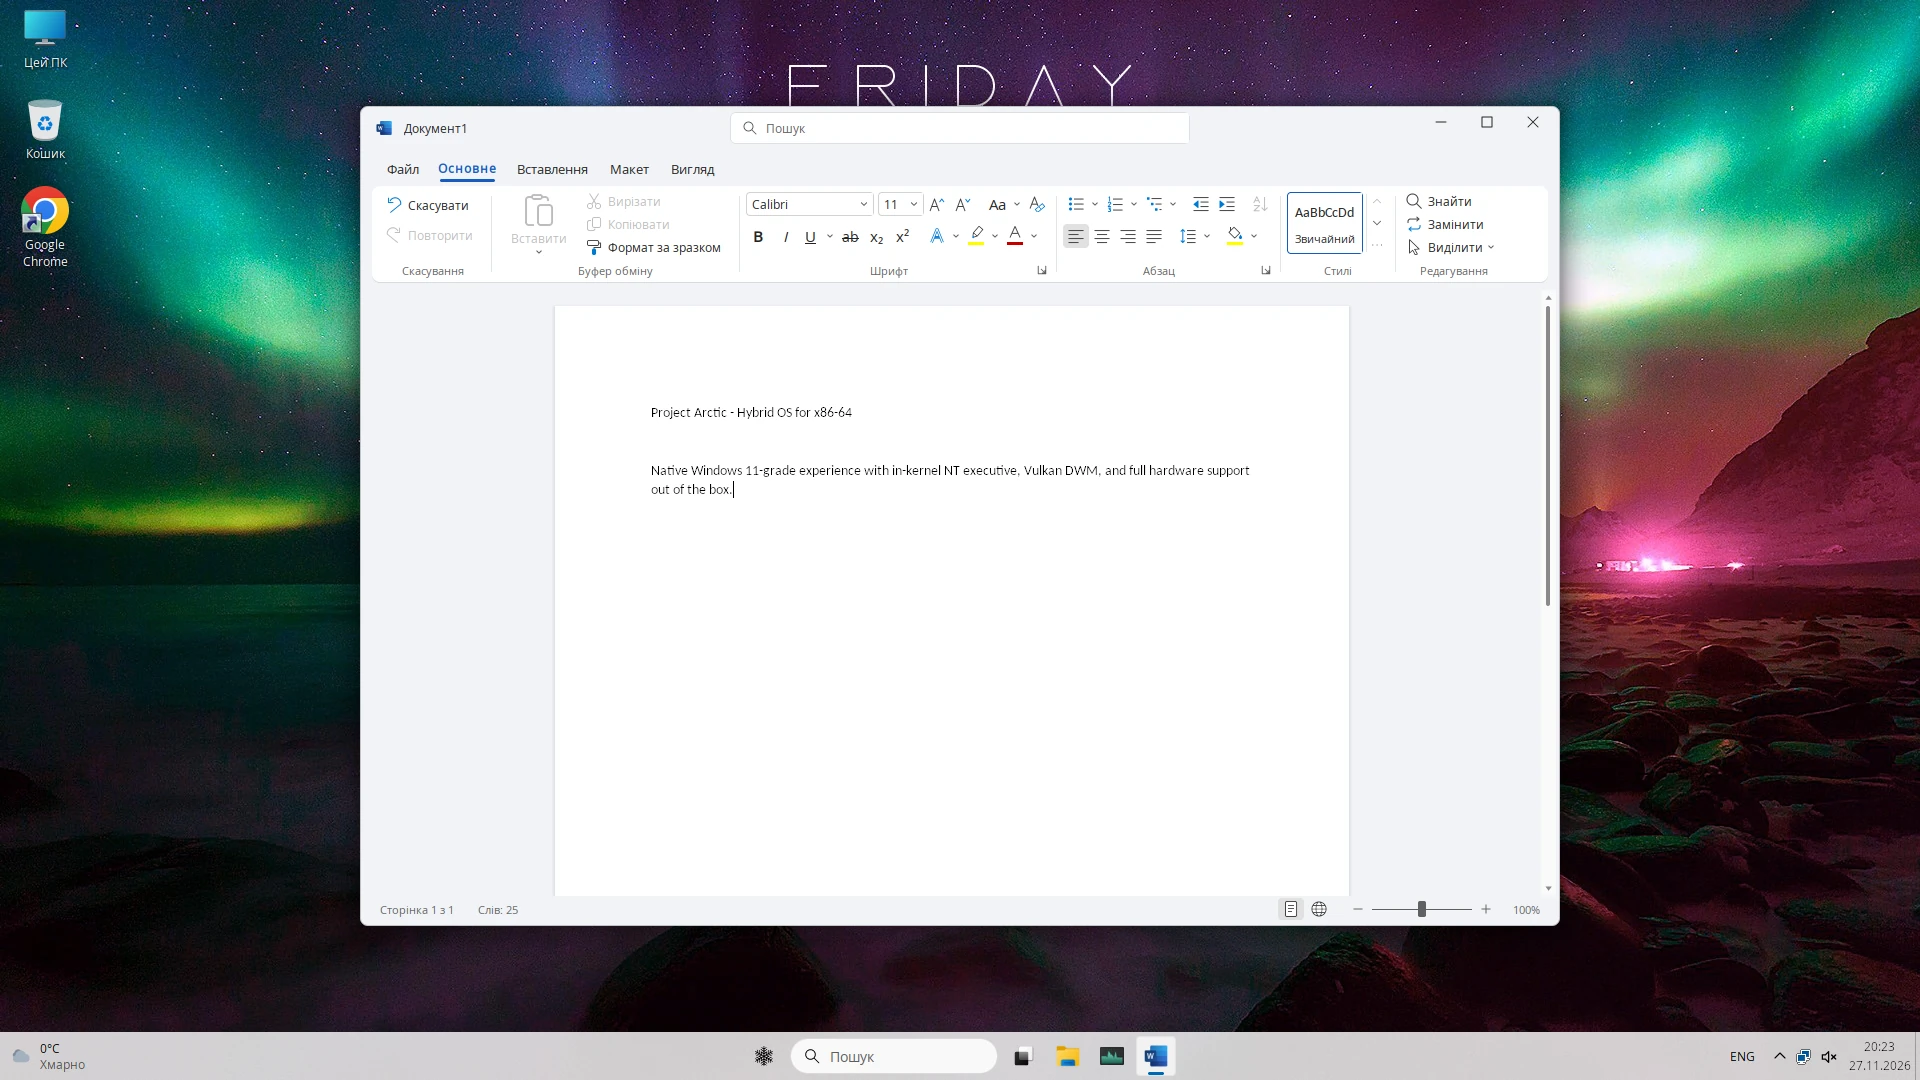 Цей ПК
Кошик
Google
Chrome
FRIDAY
Документ1
Пошук
Файл
Основне
Вставлення
Макет
Вигляд
Скасувати
Повторити
Скасування
Вставити
Вирізати
Копіювати
Формат за зразком
Буфер обміну
Calibri
11
Aa
B
I
U
ab
x₂
x²
A
A
Шрифт
Абзац
AaBbCcDd
Звичайний
Стилі
Знайти
Замінити
Виділити
Редагування
Project Arctic - Hybrid OS for x86-64
Native Windows 11-grade experience with in-kernel NT executive, Vulkan DWM, and full hardware support
out of the box.
Сторінка 1 з 1
Слів: 25
100%
0°C
Хмарно
Пошук
ENG
20:23
27.11.2026